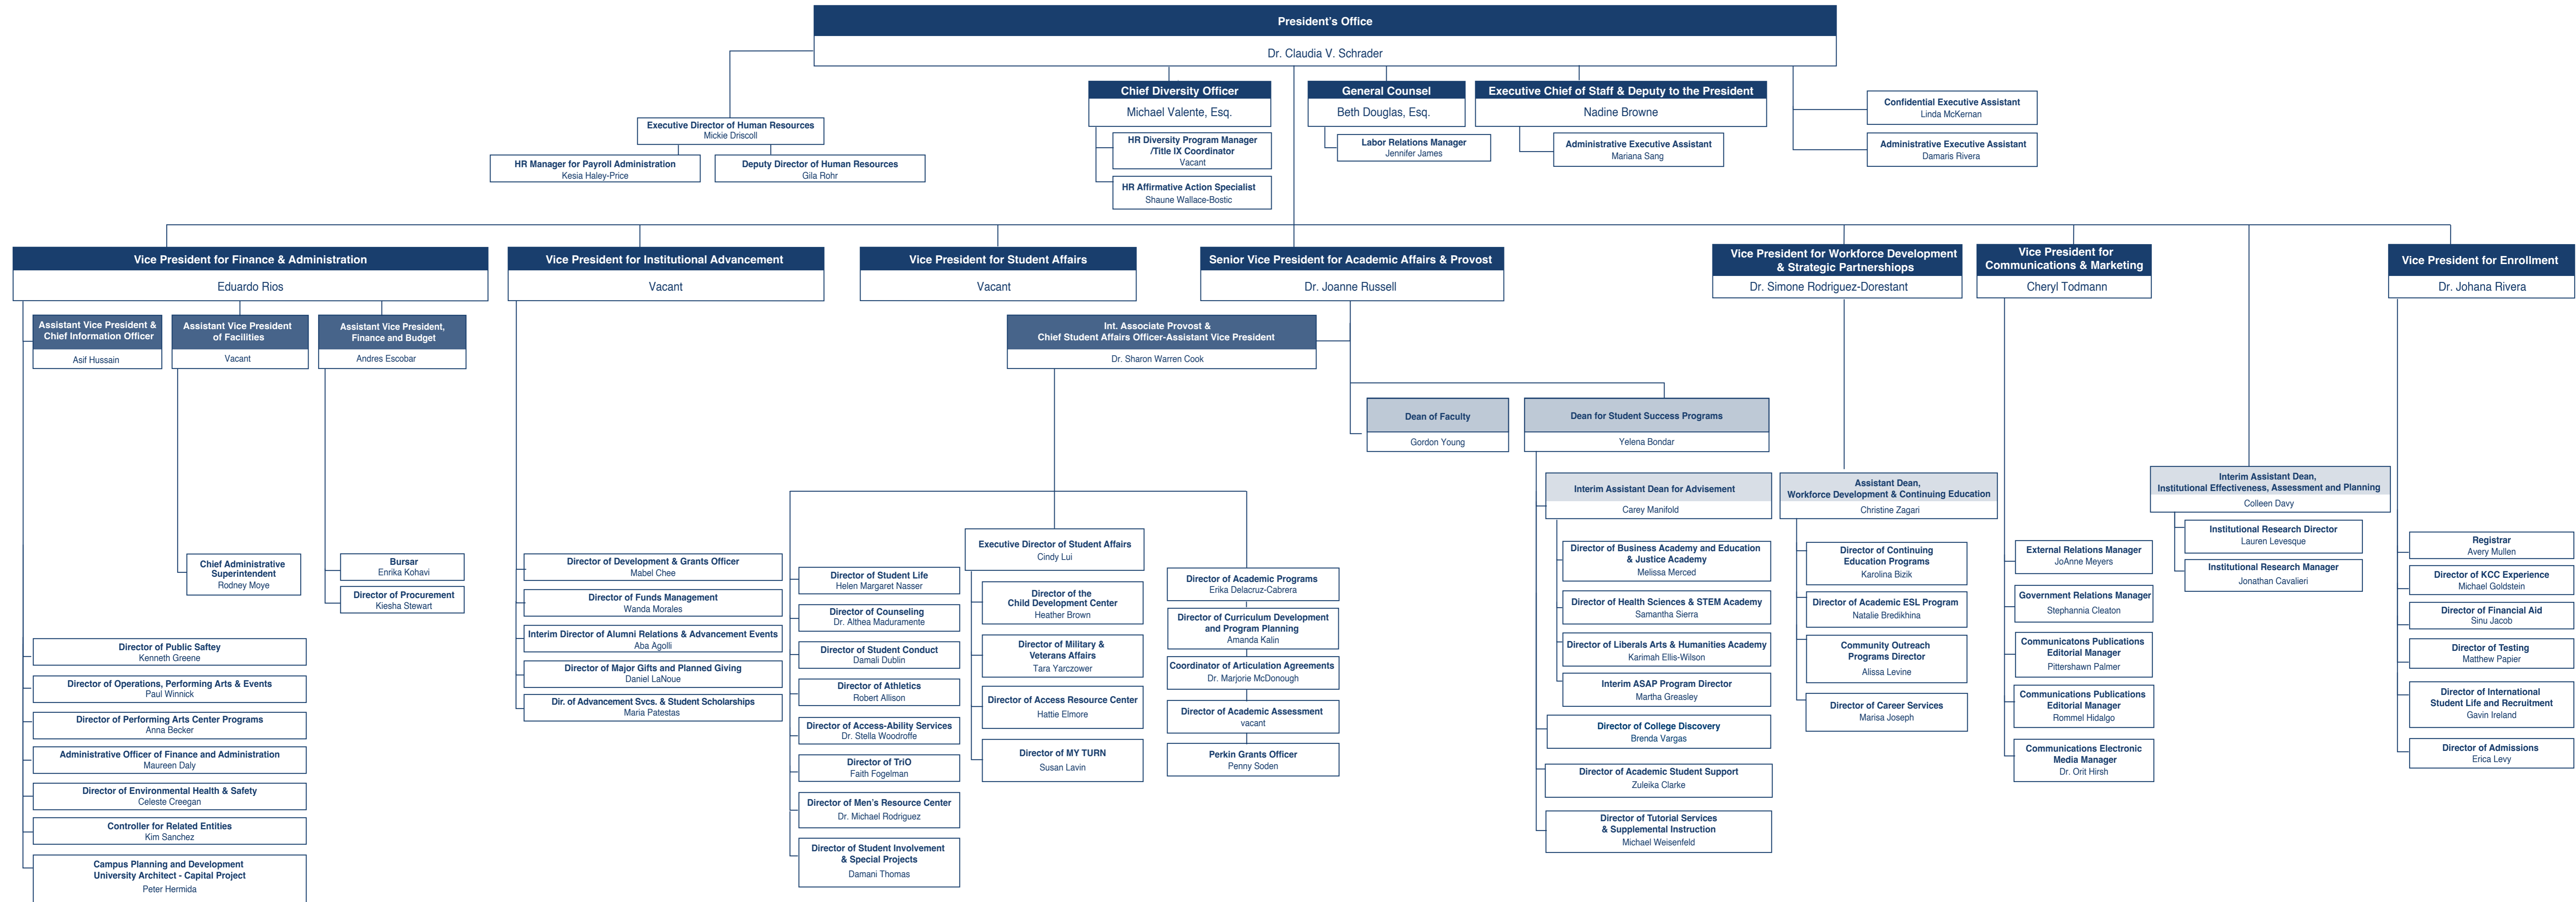 President's Office
Dr. Claudia V. Schrader
Executive Director of Human Resources
Mickie Driscoll
HR Manager for Payroll Administration
Kesia Haley-Price
Deputy Director of Human Resources
Gila Rohr
Chief Diversity Officer
Michael Valente, Esq.
HR Diversity Program Manager
/Title IX Coordinator
Vacant
HR Affirmative Action Specialist
Shaune Wallace-Bostic
General Counsel
Beth Douglas, Esq.
Labor Relations Manager
Jennifer James
Executive Chief of Staff & Deputy to the President
Nadine Browne
Administrative Executive Assistant
Mariana Sang
Confidential Executive Assistant
Linda McKernan
Administrative Executive Assistant
Damaris Rivera
Vice President for Finance & Administration
Eduardo Rios
Assistant Vice President &
Chief Information Officer
Asif Hussain
Assistant Vice President
of Facilities
Vacant
Assistant Vice President,
Finance and Budget
Andres Escobar
Chief Administrative
Superintendent
Rodney Moye
Bursar
Enrika Kohavi
Director of Procurement
Kiesha Stewart
Director of Public Saftey
Kenneth Greene
Director of Operations, Performing Arts & Events
Paul Winnick
Director of Performing Arts Center Programs
Anna Becker
Administrative Officer of Finance and Administration
Maureen Daly
Director of Environmental Health & Safety
Celeste Creegan
Controller for Related Entities
Kim Sanchez
Campus Planning and Development
University Architect - Capital Project
Peter Hermida
Vice President for Institutional Advancement
Vacant
Director of Development & Grants Officer
Mabel Chee
Director of Funds Management
Wanda Morales
Interim Director of Alumni Relations & Advancement Events
Aba Agolli
Director of Major Gifts and Planned Giving
Daniel LaNoue
Dir. of Advancement Svcs. & Student Scholarships
Maria Patestas
Vice President for Student Affairs
Vacant
Senior Vice President for Academic Affairs & Provost
Dr. Joanne Russell
Int. Associate Provost &
Chief Student Affairs Officer-Assistant Vice President
Dr. Sharon Warren Cook
Director of Student Life
Helen Margaret Nasser
Director of Counseling
Dr. Althea Maduramente
Director of Student Conduct
Damali Dublin
Director of Athletics
Robert Allison
Director of Access-Ability Services
Dr. Stella Woodroffe
Director of TriO
Faith Fogelman
Director of Men's Resource Center
Dr. Michael Rodriguez
Director of Student Involvement
& Special Projects
Damani Thomas
Executive Director of Student Affairs
Cindy Lui
Director of the
Child Development Center
Heather Brown
Director of Military &
Veterans Affairs
Tara Yarczower
Director of Access Resource Center
Hattie Elmore
Director of MY TURN
Susan Lavin
Director of Academic Programs
Erika Delacruz-Cabrera
Director of Curriculum Development
and Program Planning
Amanda Kalin
Coordinator of Articulation Agreements
Dr. Marjorie McDonough
Director of Academic Assessment
vacant
Perkin Grants Officer
Penny Soden
Dean of Faculty
Gordon Young
Dean for Student Success Programs
Yelena Bondar
Interim Assistant Dean for Advisement
Carey Manifold
Director of Business Academy and Education
& Justice Academy
Melissa Merced
Director of Health Sciences & STEM Academy
Samantha Sierra
Director of Liberals Arts & Humanities Academy
Karimah Ellis-Wilson
Interim ASAP Program Director
Martha Greasley
Director of College Discovery
Brenda Vargas
Director of Academic Student Support
Zuleika Clarke
Director of Tutorial Services
& Supplemental Instruction
Michael Weisenfeld
Vice President for Workforce Development
& Strategic Partnershiops
Dr. Simone Rodriguez-Dorestant
Assistant Dean,
Workforce Development & Continuing Education
Christine Zagari
Director of Continuing
Education Programs
Karolina Bizik
Director of Academic ESL Program
Natalie Bredikhina
Community Outreach
Programs Director
Alissa Levine
Director of Career Services
Marisa Joseph
Vice President for
Communications & Marketing
Cheryl Todmann
External Relations Manager
JoAnne Meyers
Government Relations Manager
Stephannia Cleaton
Communicatons Publications
Editorial Manager
Pittershawn Palmer
Communications Publications
Editorial Manager
Rommel Hidalgo
Communications Electronic
Media Manager
Dr. Orit Hirsh
Interim Assistant Dean,
Institutional Effectiveness, Assessment and Planning
Colleen Davy
Institutional Research Director
Lauren Levesque
Institutional Research Manager
Jonathan Cavalieri
Vice President for Enrollment
Dr. Johana Rivera
Registrar
Avery Mullen
Director of KCC Experience
Michael Goldstein
Director of Financial Aid
Sinu Jacob
Director of Testing
Matthew Papier
Director of International
Student Life and Recruitment
Gavin Ireland
Director of Admissions
Erica Levy